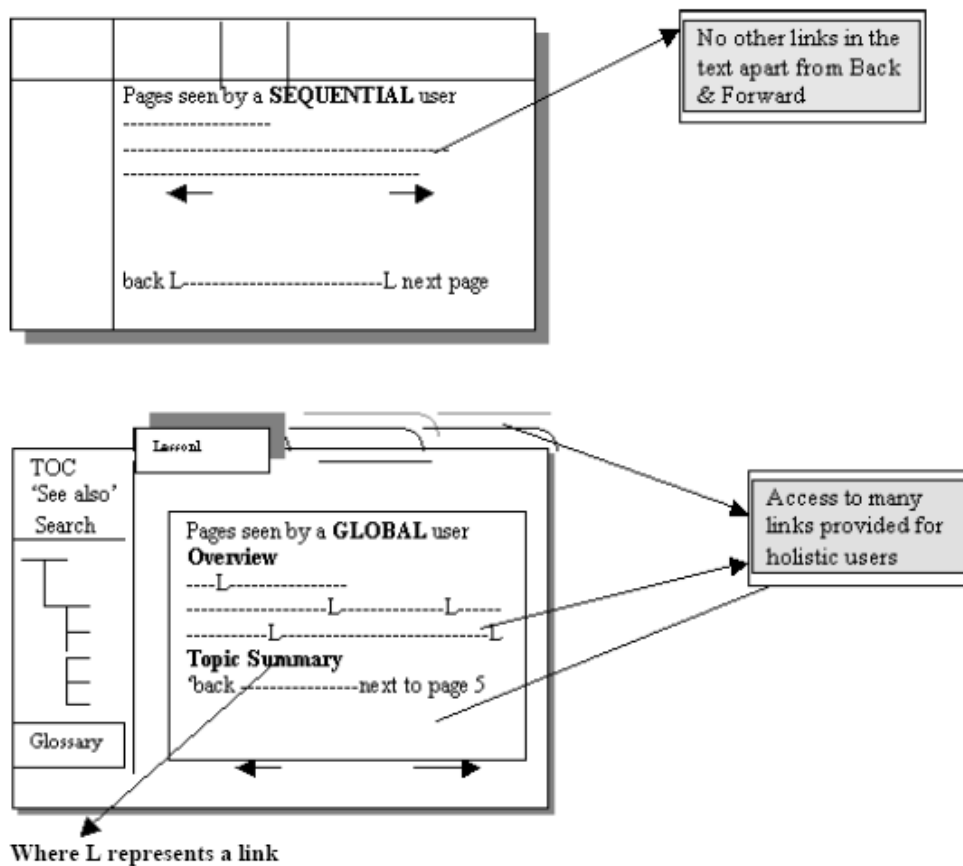 No other links in the
text apart from Back
& Forward
Pages seen by a SEQUENTIAL user
back L-----------------------L next page
Lesson1
TOC
'See also'
Search
Glossary
Pages seen by a GLOBAL user
Overview
----L--------------
-----------------------L------------L-----
-------------L----------------------------L
Topic Summary
'back -----------------next to page 5
Access to many
links provided for
holistic users
Where L represents a link